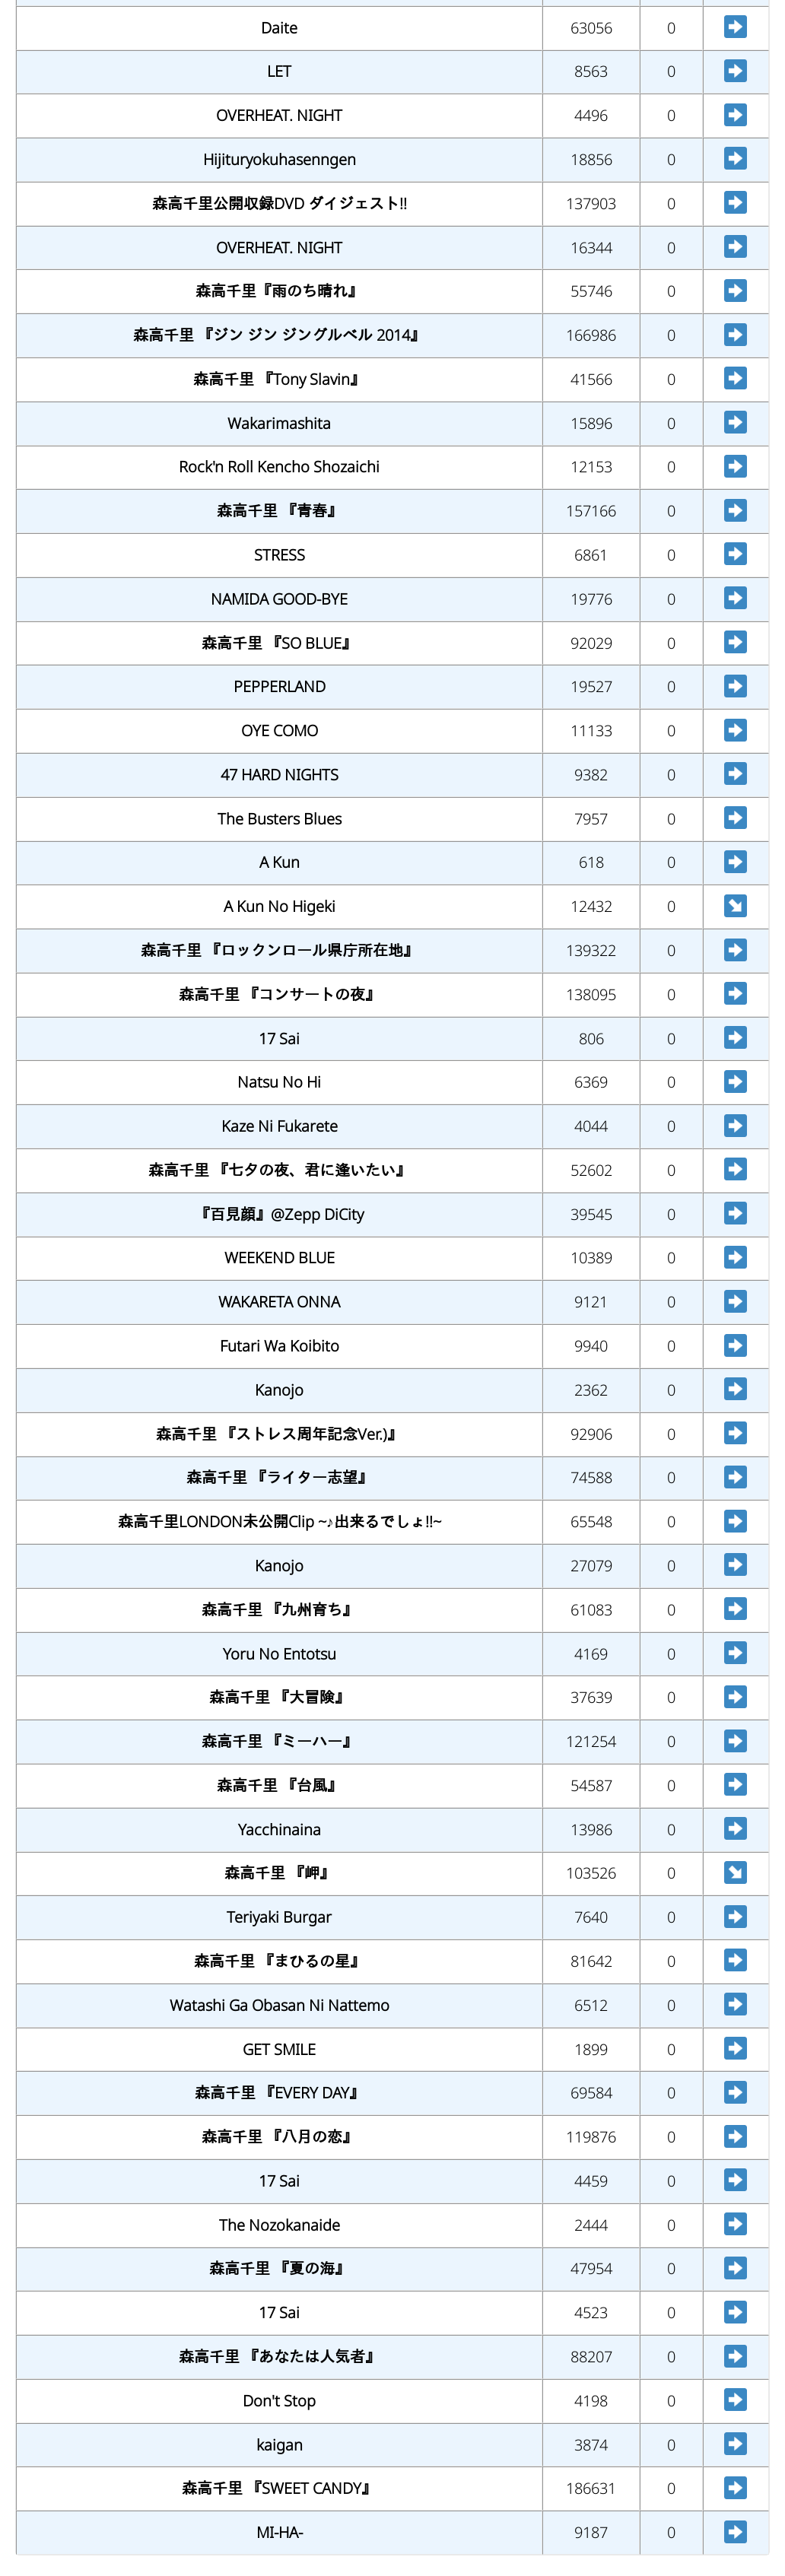 Daite 63056 0
LET 8563 0
OVERHEAT. NIGHT 4496 0
Hijituryokuhasenngen 18856 0
森高千里公開収録DVD ダイジェスト!! 137903 0
OVERHEAT. NIGHT 16344 0
森高千里『雨のち晴れ』 55746 0
森高千里 『ジン ジン ジングルベル 2014』 166986 0
森高千里 『Tony Slavin』 41566 0
Wakarimashita 15896 0
Rock'n Roll Kencho Shozaichi 12153 0
森高千里 『青春』 157166 0
STRESS 6861 0
NAMIDA GOOD-BYE 19776 0
森高千里 『SO BLUE』 92029 0
PEPPERLAND 19527 0
OYE COMO 11133 0
47 HARD NIGHTS 9382 0
The Busters Blues 7957 0
A Kun 618 0
A Kun No Higeki 12432 0
森高千里 『ロックンロール県庁所在地』 139322 0
森高千里 『コンサートの夜』 138095 0
17 Sai 806 0
Natsu No Hi 6369 0
Kaze Ni Fukarete 4044 0
森高千里 『七夕の夜、君に逢いたい』 52602 0
『百見顔』@Zepp DiCity 39545 0
WEEKEND BLUE 10389 0
WAKARETA ONNA 9121 0
Futari Wa Koibito 9940 0
Kanojo 2362 0
森高千里 『ストレス周年記念Ver.)』 92906 0
森高千里 『ライター志望』 74588 0
森高千里LONDON未公開Clip ~♪出来るでしょ!!~ 65548 0
Kanojo 27079 0
森高千里 『九州育ち』 61083 0
Yoru No Entotsu 4169 0
森高千里 『大冒険』 37639 0
森高千里 『ミーハー』 121254 0
森高千里 『台風』 54587 0
Yacchinaina 13986 0
森高千里 『岬』 103526 0
Teriyaki Burgar 7640 0
森高千里 『まひるの星』 81642 0
Watashi Ga Obasan Ni Nattemo 6512 0
GET SMILE 1899 0
森高千里 『EVERY DAY』 69584 0
森高千里 『八月の恋』 119876 0
17 Sai 4459 0
The Nozokanaide 2444 0
森高千里 『夏の海』 47954 0
17 Sai 4523 0
森高千里 『あなたは人気者』 88207 0
Don't Stop 4198 0
kaigan 3874 0
森高千里 『SWEET CANDY』 186631 0
MI-HA- 9187 0